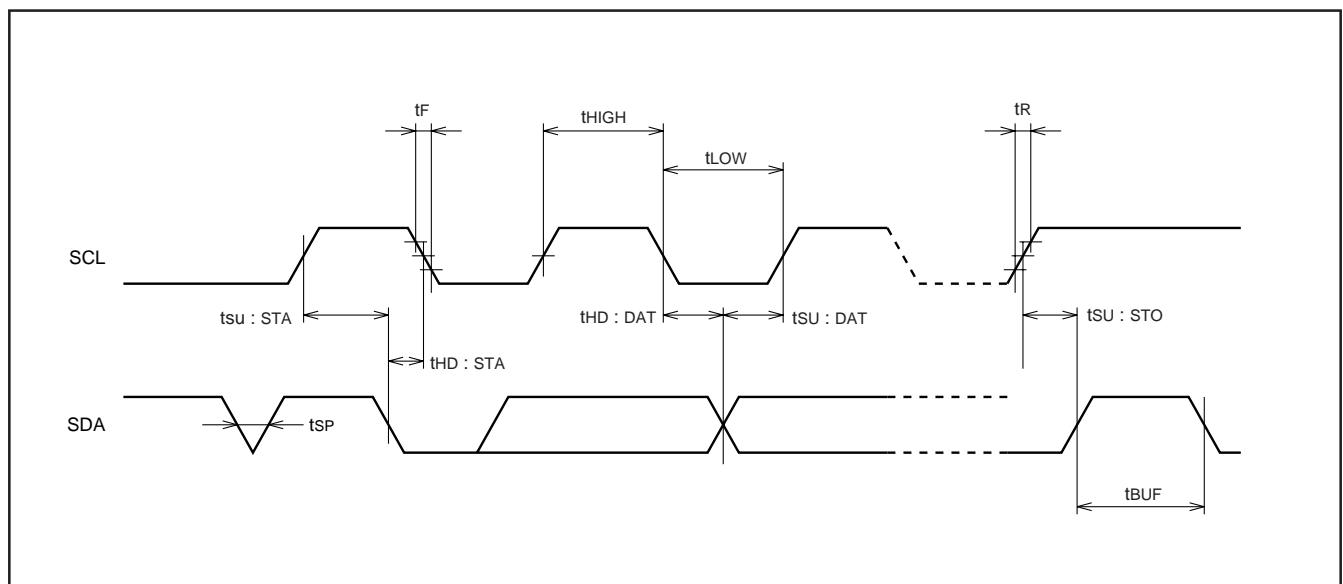 tF
tHIGH
tR
tLOW
SCL
tsu : STA
tHD : DAT
tSU : DAT
tSU : STO
tHD : STA
SDA
tSP
tBUF